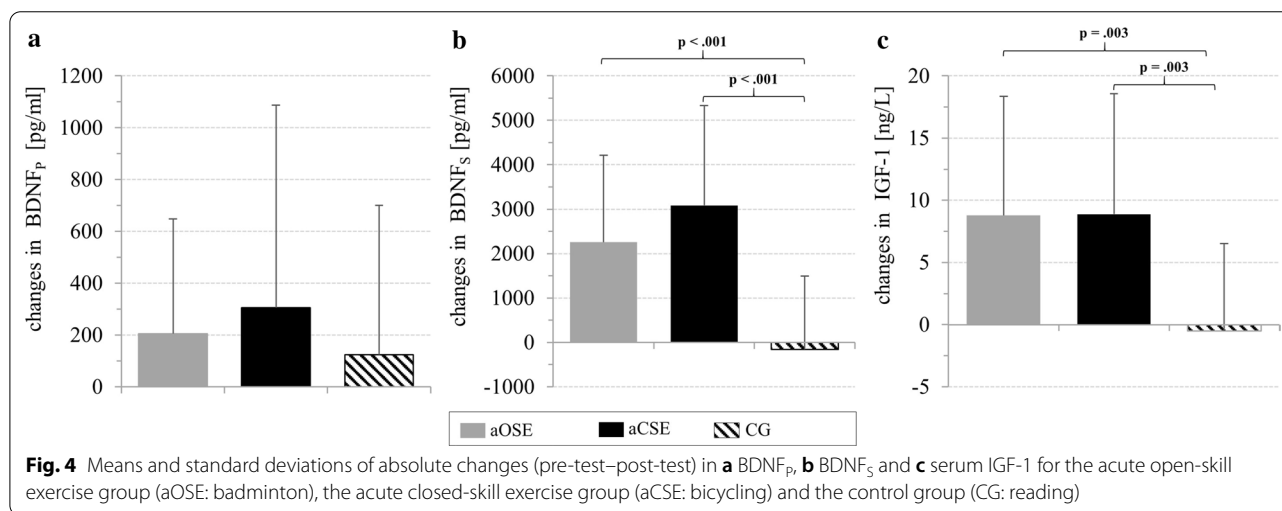 a
changes in BDNFP [pg/ml]
1200
1000
800
600
400
200
0
b
p < .001
p < .001
changes in BDNFS [pg/ml]
6000
5000
4000
3000
2000
1000
0
-1000
c
p = .003
p = .003
changes in IGF-1 [ng/L]
20
15
10
5
0
-5
aOSE aCSE CG
Fig. 4 Means and standard deviations of absolute changes (pre-test–post-test) in a BDNFP, b BDNFS and c serum IGF-1 for the acute open-skill
exercise group (aOSE: badminton), the acute closed-skill exercise group (aCSE: bicycling) and the control group (CG: reading)